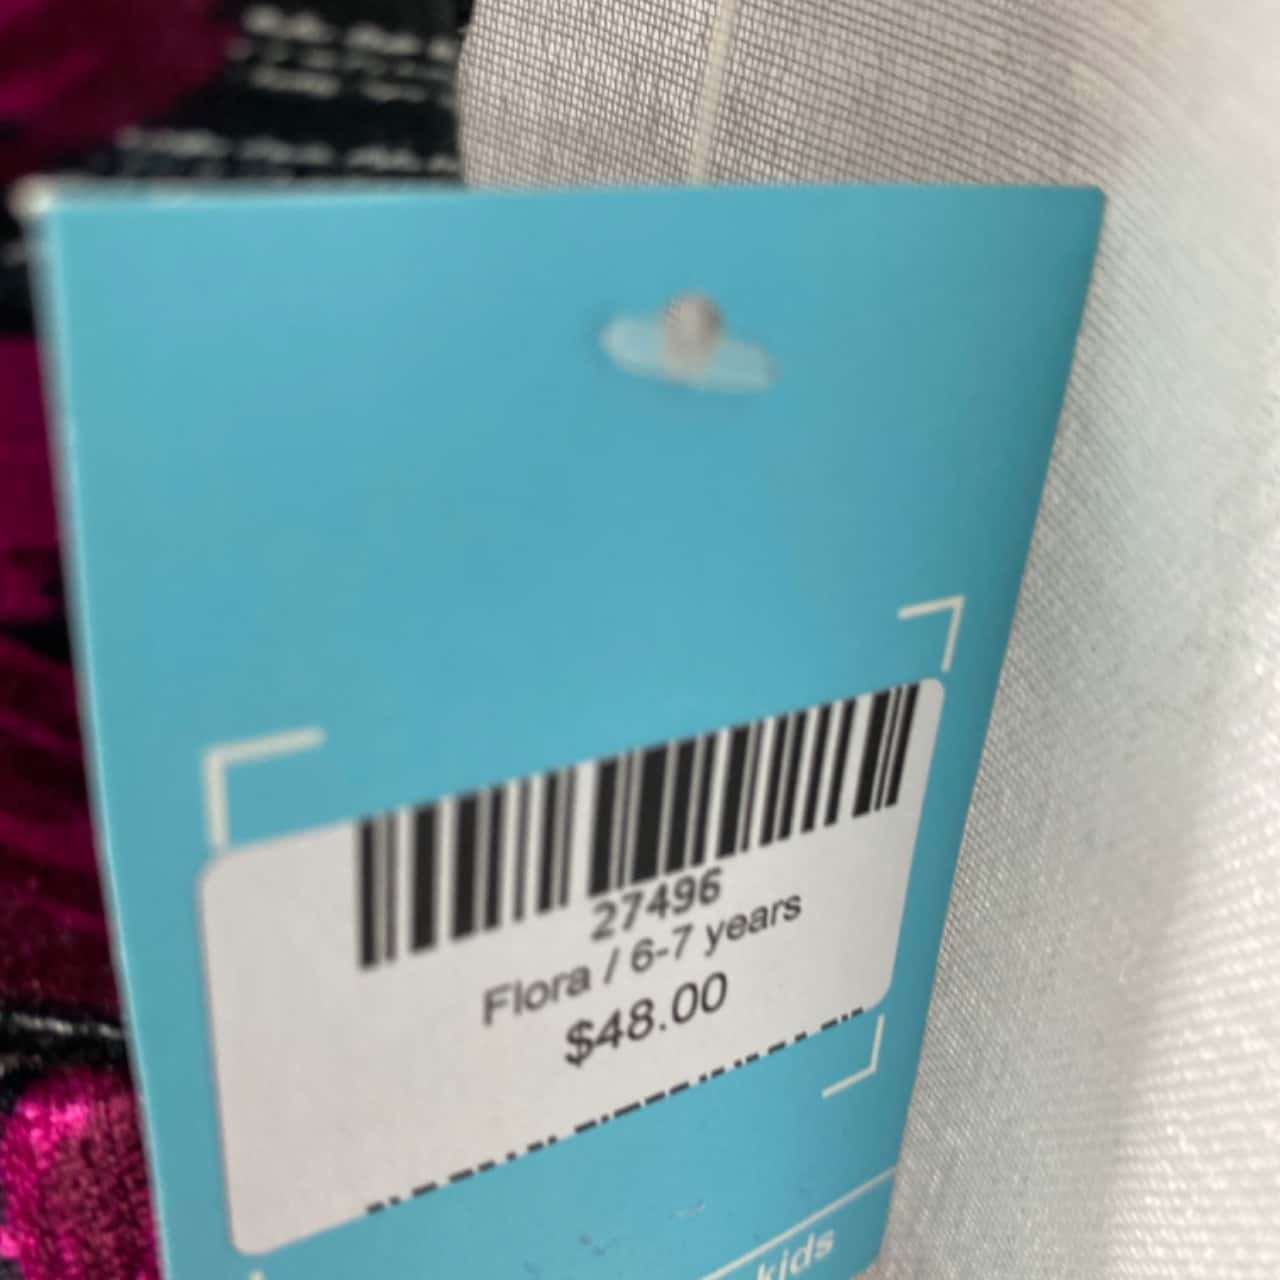 27496
Flora / 6-7 years
$48.00
kids